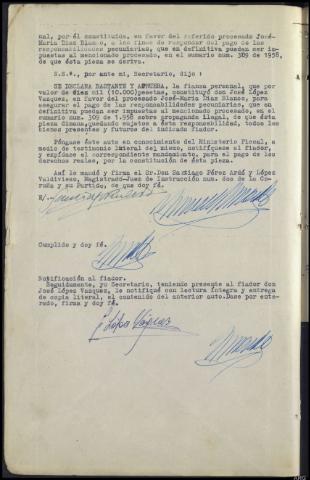 nal, por él constituida, en favor del referido procesado José-
María Díaz Blanco, a los fines de responder del pago de las
responsabilidades pecuniarias, que en definitiva puedan ser im-
puestas al mencionado procesado, en el sumario núm. 309 de 1958,
de que ésta pieza se deriva.
S.Sª., por ante mi, Secretario, dijo :
SE DECLARA BASTANTE Y APRUEBA, la fianza personal, que por
valor de diez mil (10.000)pesetas, constituyó don José López
Vazquez, en favor del procesado José-María Díaz Blanco, para
asegurar el pago de las responsabilidades pecuniarias, que en
definitiva puedan ser impuestas al mencionado procesado, en el
sumario núm. 309 de 1.958 sobre propaganda ilegal, de que ésta
pieza dimana,quedando sujetos a ésta responsabilidad, todos los
bienes presentes y futuros del indicado fiador.
Póngase éste auto en conocimiento del Ministerio Fiscal, a
medio de testimonio literal del mismo, notifíquesele al fiador,
y expídase el correspondiente mandamiento, para el pago de los
derechos reales, por la constitución de ésta pieza.
Así lo mandó y firma el Sr.Don Santiago Pérez Ardá y López
Valdivieso, Magistrado-Juez de Instrucción núm. dos de La Co-
ruña y su Partido, de que doy fé.
E/.
Cumplido y doy fé.
Notificación al fiador.
Seguidamente, yo Secretario, teniendo presente al fiador don
José López Vazquez, le notifiqué con lectura íntegra y entrega
de copia literal, el contenido del anterior auto.Dase por ente-
rado, firma y doy fé.
J López Vázquez
ARG